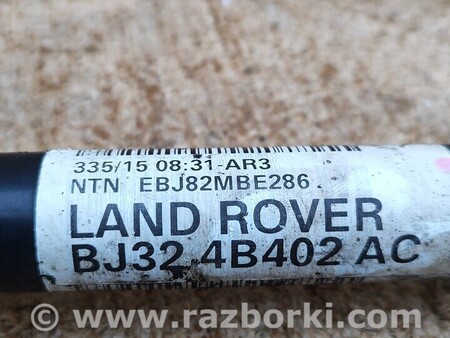 335/15 08:31-AR3
NTN EBJ82MBE286
LAND ROVER
BJ32 4B402 AC
© www.razborki.com